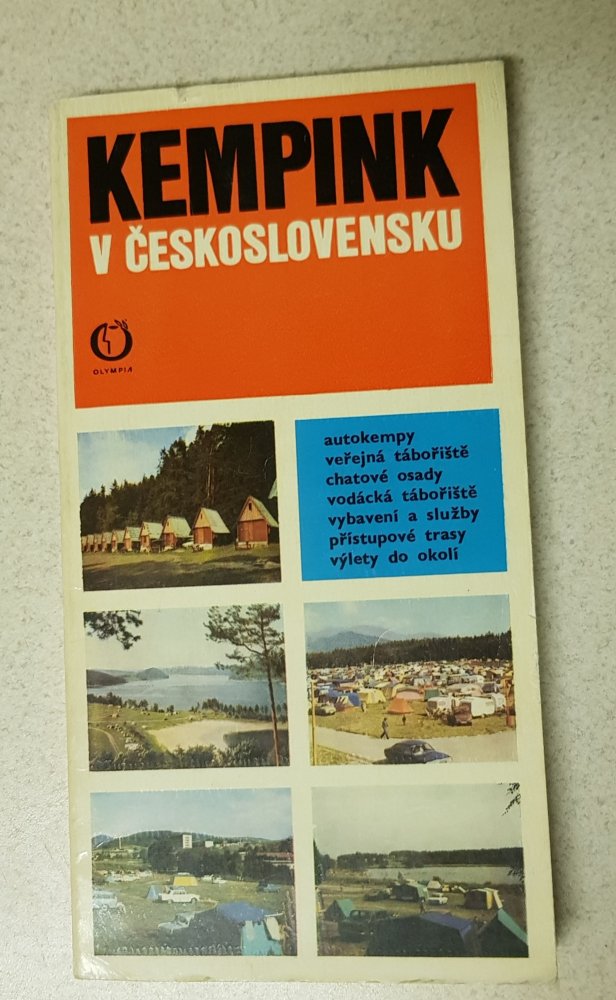 KEMPINK
V ČESKOSLOVENSKU
OLYMPIA
autokempy
veřejná tábořiště
chatové osady
vodácká tábořiště
vybavení a služby
přístupové trasy
výlety do okolí